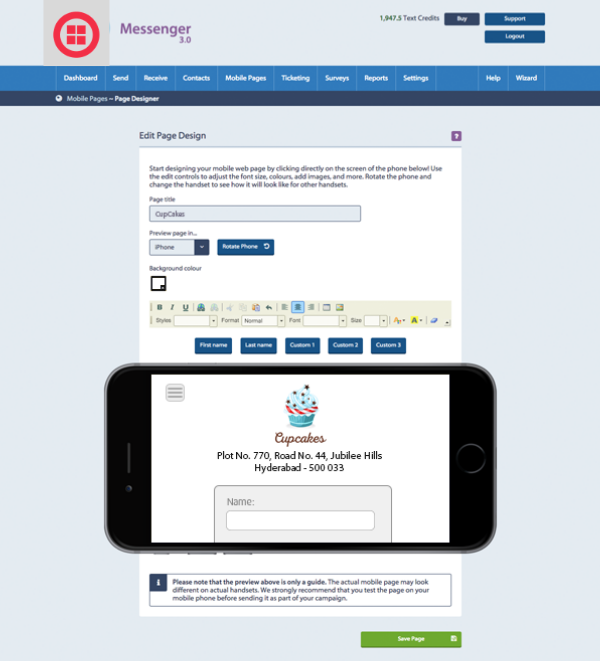 Messenger
3.0
1,947.5 Text Credits
Buy
Support
Logout
Dashboard Send Receive Contacts Mobile Pages Ticketing Surveys Reports Settings Help Wizard
Mobile Pages – Page Designer
Edit Page Design
?
Start designing your mobile web page by clicking directly on the screen of the phone below! Use
the edit controls to adjust the font size, colours, add images, and more. Rotate the phone and
change the handset to see how it will look like for other handsets.
Page title
CupCakes
Preview page in...
iPhone
Rotate Phone
Background colour
B I U
Styles Format Normal Font Size
First name Last name Custom 1 Custom 2 Custom 3
Cupcakes
Plot No. 770, Road No. 44, Jubilee Hills
Hyderabad - 500 033
Name:
i
Please note that the preview above is only a guide. The actual mobile page may look
different on actual handsets. We strongly recommend that you test the page on your
mobile phone before sending it as part of your campaign.
Save Page